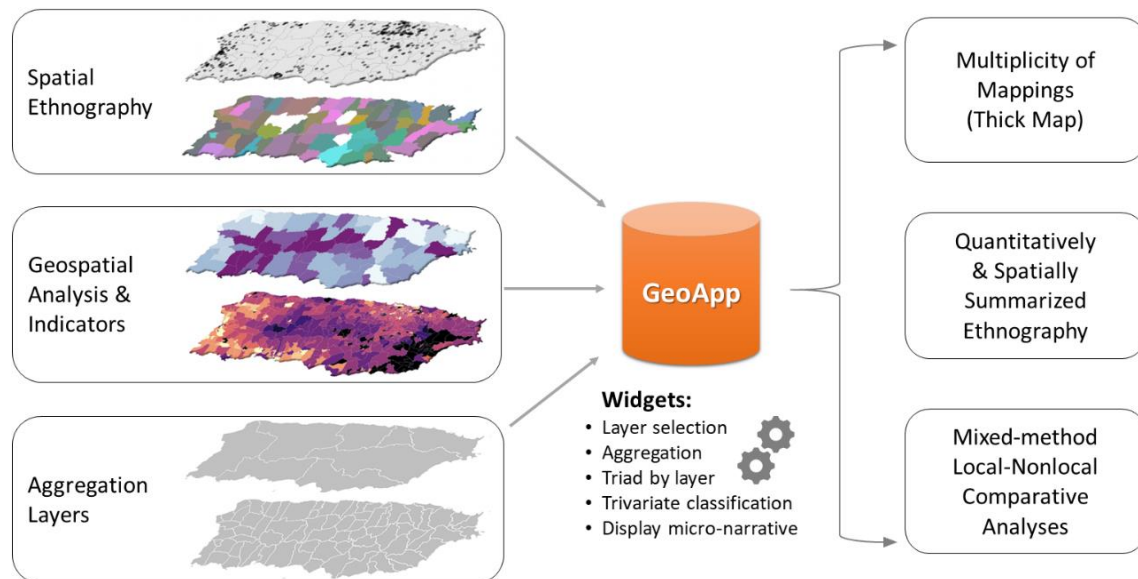 Spatial
Ethnography
Geospatial
Analysis &
Indicators
Aggregation
Layers
GeoApp
Widgets:
• Layer selection
• Aggregation
• Triad by layer
• Trivariate classification
• Display micro-narrative
Multiplicity of
Mappings
(Thick Map)
Quantitatively
& Spatially
Summarized
Ethnography
Mixed-method
Local-Nonlocal
Comparative
Analyses